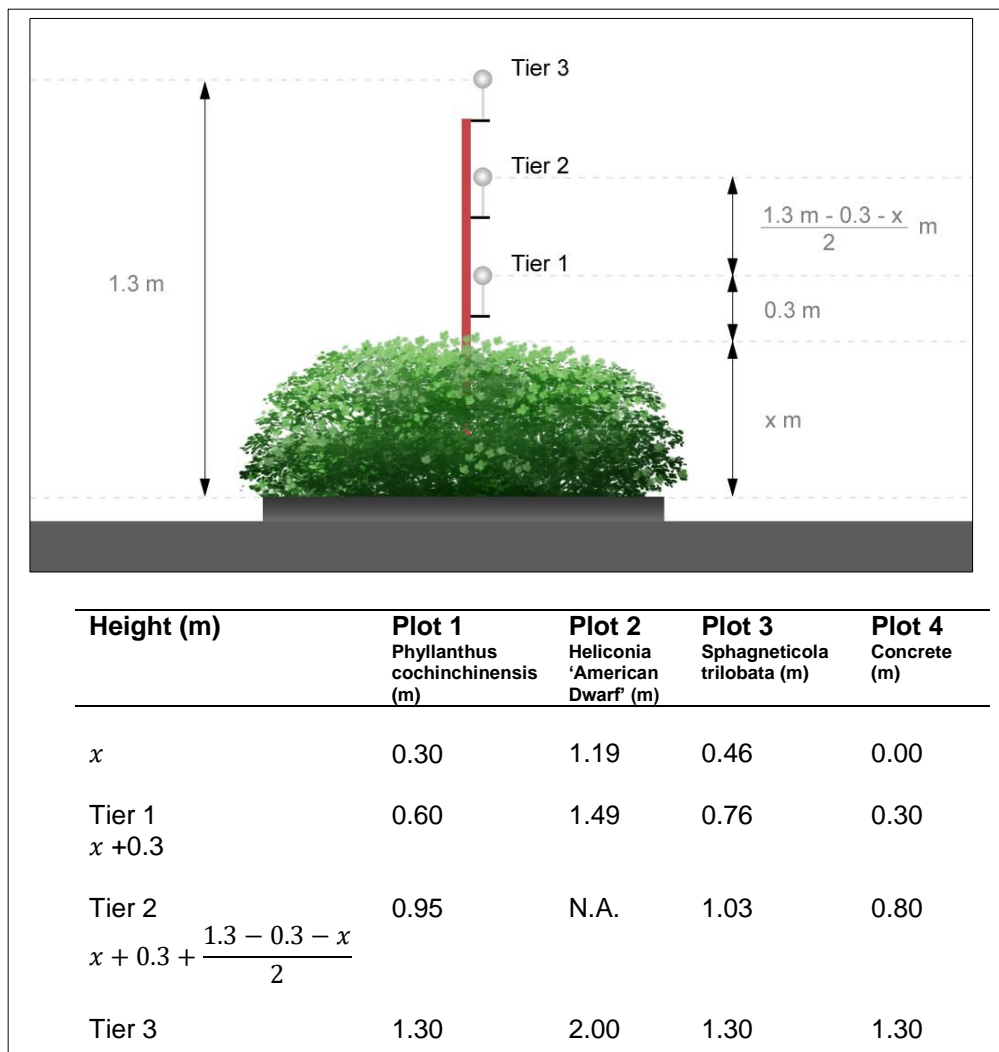 Tier 3
Tier 2
1.3 m - 0.3 - x
2
m
Tier 1
1.3 m
0.3 m
x m
Height (m) Plot 1 Plot 2 Plot 3 Plot 4
Phyllanthus Heliconia Sphagneticola Concrete
cochinchinensis ‘American trilobata (m) (m)
(m) Dwarf’ (m)
x 0.30 1.19 0.46 0.00
Tier 1 0.60 1.49 0.76 0.30
x +0.3
Tier 2 0.95 N.A. 1.03 0.80
x + 0.3 + (1.3 − 0.3 − x)/2
Tier 3 1.30 2.00 1.30 1.30